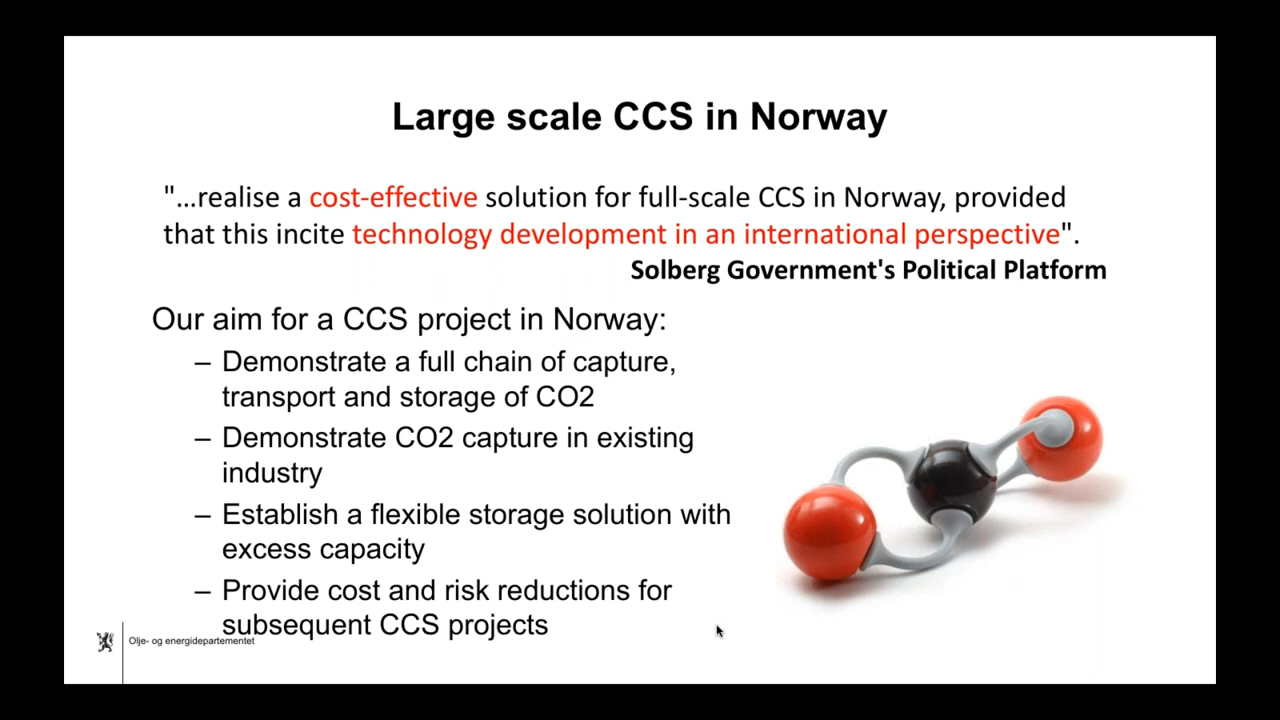 Large scale CCS in Norway
"...realise a cost-effective solution for full-scale CCS in Norway, provided
that this incite technology development in an international perspective".
Solberg Government's Political Platform
Our aim for a CCS project in Norway:
– Demonstrate a full chain of capture,
transport and storage of CO2
– Demonstrate CO2 capture in existing
industry
– Establish a flexible storage solution with
excess capacity
– Provide cost and risk reductions for
subsequent CCS projects
Olje- og energidepartementet